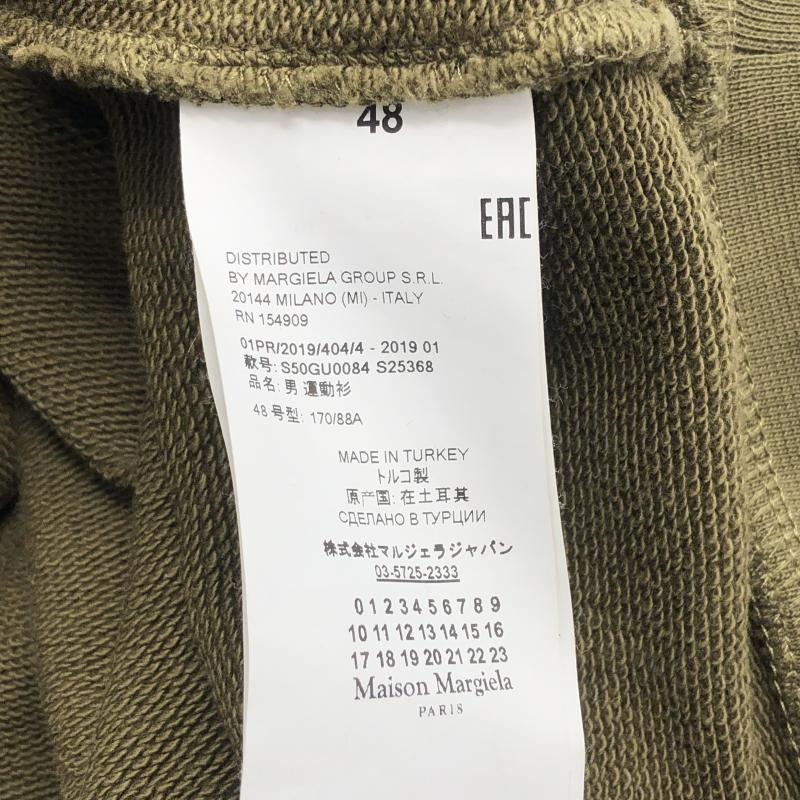 48
EAC
DISTRIBUTED
BY MARGIELA GROUP S.R.L.
20144 MILANO (MI) - ITALY
RN 154909
01PR/2019/404/4 - 2019 01
款号: S50GU0084 S25368
品名: 男 運動衫
48 号型: 170/88A
MADE IN TURKEY
トルコ製
原产国: 在土耳其
СДЕЛАНО В ТУРЦИИ
株式会社マルジェラジャパン
03-5725-2333
0 1 2 3 4 5 6 7 8 9
10 11 12 13 14 15 16
17 18 19 20 21 22 23
Maison Margiela
PARIS